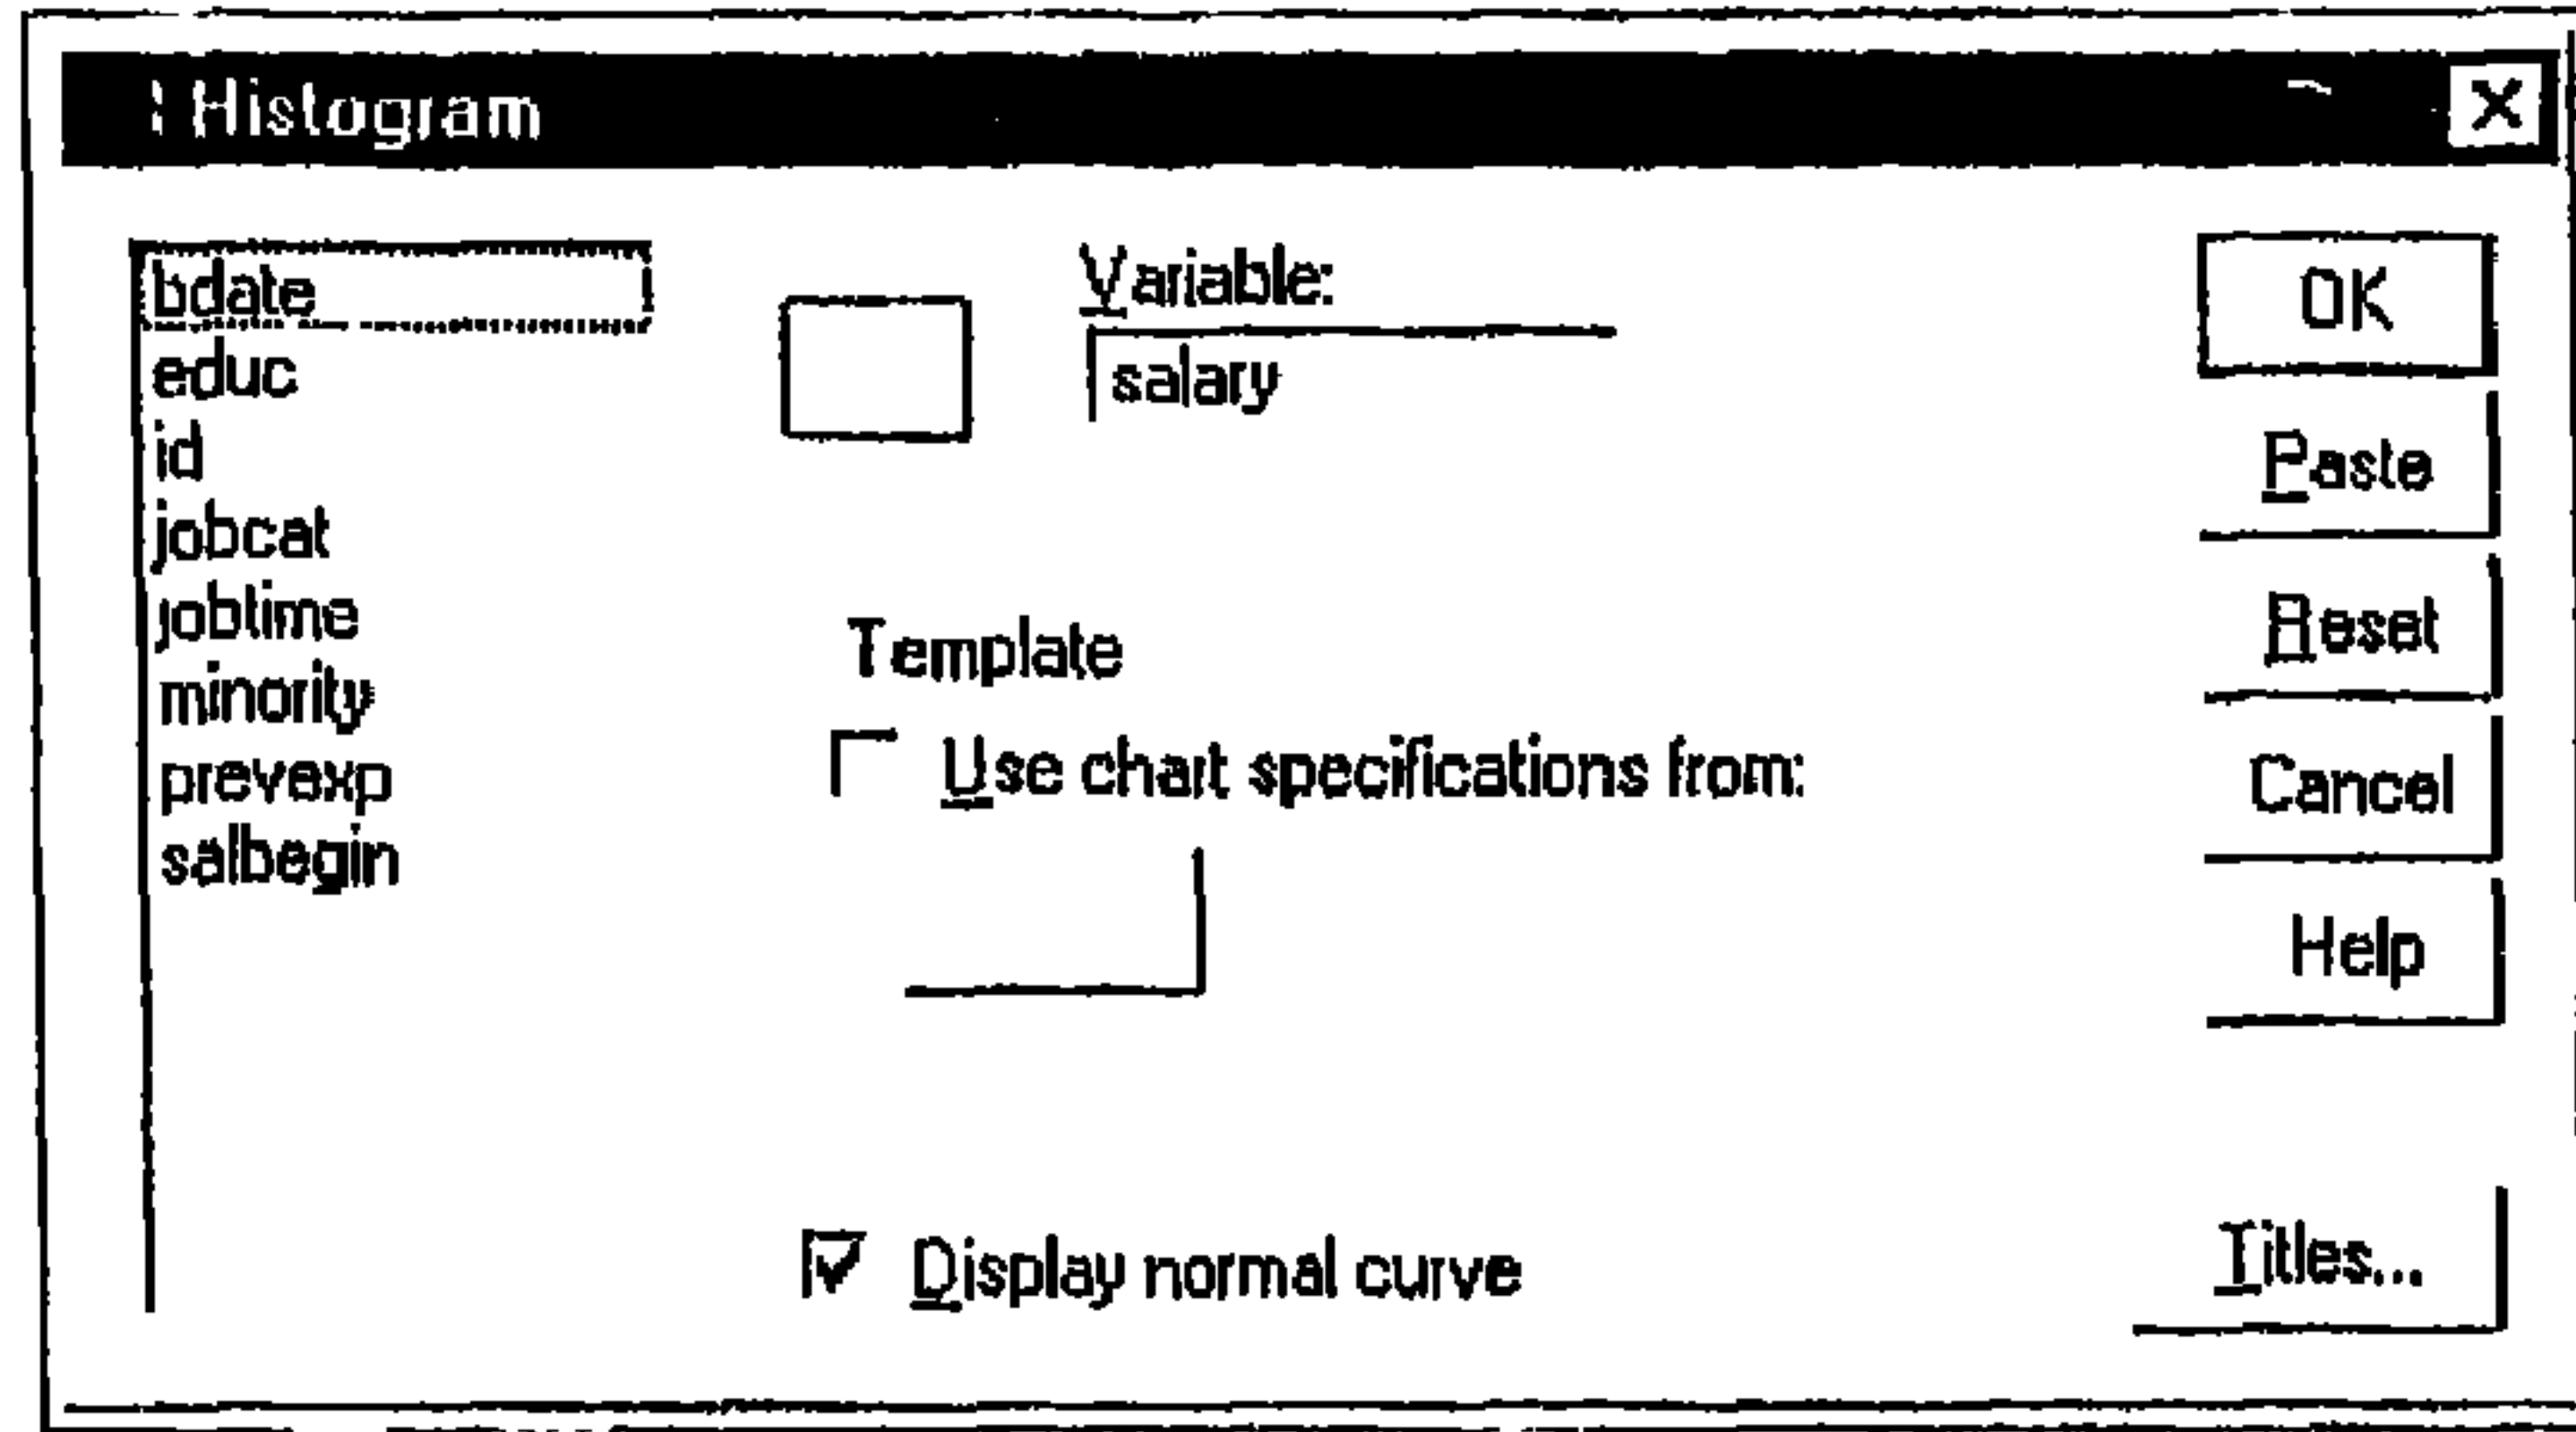 Histogram
bdate
educ
id
jobcat
jobtime
minority
prevexp
salbegin
Variable:
salary
Template
Use chart specifications from:
Display normal curve
OK
Paste
Reset
Cancel
Help
Titles...